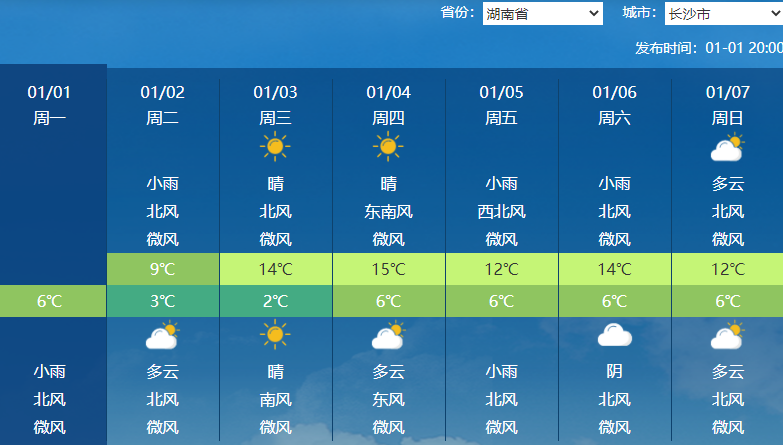 省份： 湖南省 城市： 长沙市
发布时间：01-01 20:00
01/01 01/02 01/03 01/04 01/05 01/06 01/07
周一 周二 周三 周四 周五 周六 周日
小雨 晴 晴 小雨 小雨 多云
北风 北风 东南风 西北风 北风 北风
微风 微风 微风 微风 微风 微风
9℃ 14℃ 15℃ 12℃ 14℃ 12℃
6℃ 3℃ 2℃ 6℃ 6℃ 6℃ 6℃
小雨 多云 晴 多云 小雨 阴 多云
北风 北风 南风 东风 北风 北风 北风
微风 微风 微风 微风 微风 微风 微风